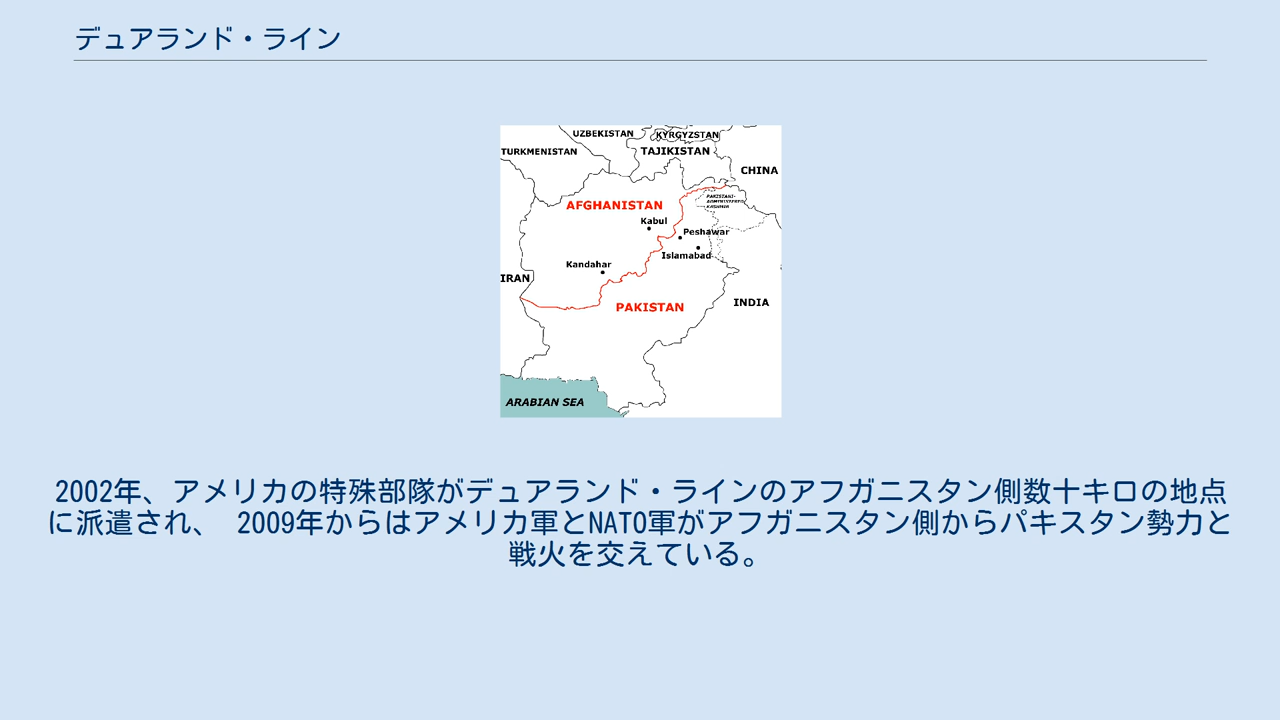 デュアランド・ライン
UZBEKISTAN
KYRGYZSTAN
TURKMENISTAN
TAJIKISTAN
CHINA
PAKISTANI-
ADMINISTERED
KASHMIR
AFGHANISTAN
Kabul
Peshawar
Islamabad
Kandahar
IRAN
INDIA
PAKISTAN
ARABIAN SEA
2002年、アメリカの特殊部隊がデュアランド・ラインのアフガニスタン側数十キロの地点
に派遣され、 2009年からはアメリカ軍とNATO軍がアフガニスタン側からパキスタン勢力と
戦火を交えている。